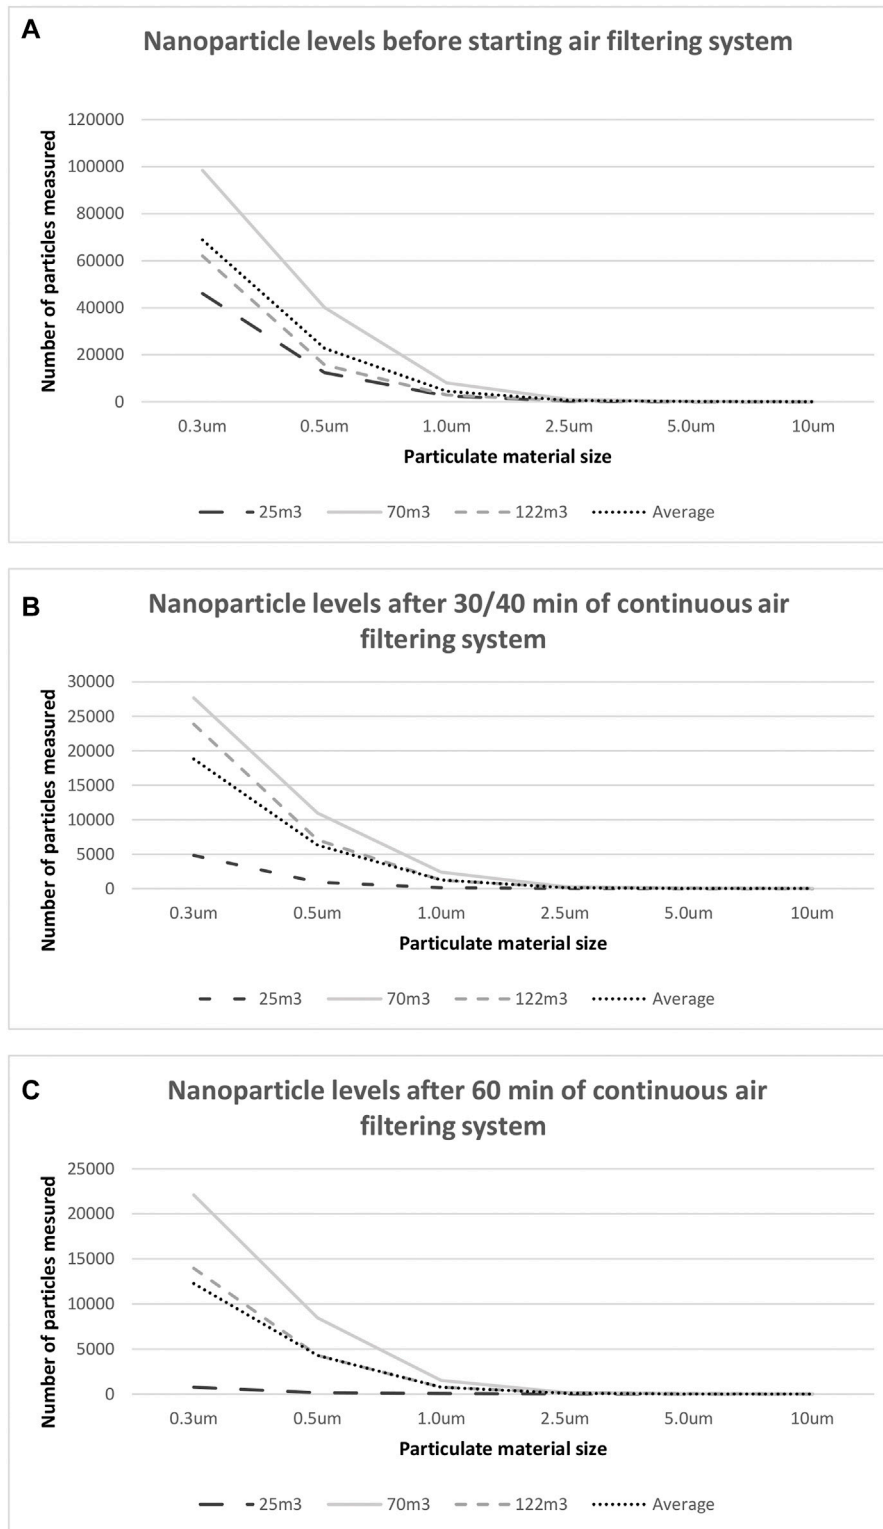 A
Nanoparticle levels before starting air filtering system
Number of particles measured
120000
100000
80000
60000
40000
20000
0
0.3um 0.5um 1.0um 2.5um 5.0um 10um
Particulate material size
25m3 70m3 122m3 Average
B
Nanoparticle levels after 30/40 min of continuous air
filtering system
Number of particles measured
30000
25000
20000
15000
10000
5000
0
0.3um 0.5um 1.0um 2.5um 5.0um 10um
Particulate material size
25m3 70m3 122m3 Average
C
Nanoparticle levels after 60 min of continuous air
filtering system
Number of particles mesured
25000
20000
15000
10000
5000
0
0.3um 0.5um 1.0um 2.5um 5.0um 10um
Particulate material size
25m3 70m3 122m3 Average